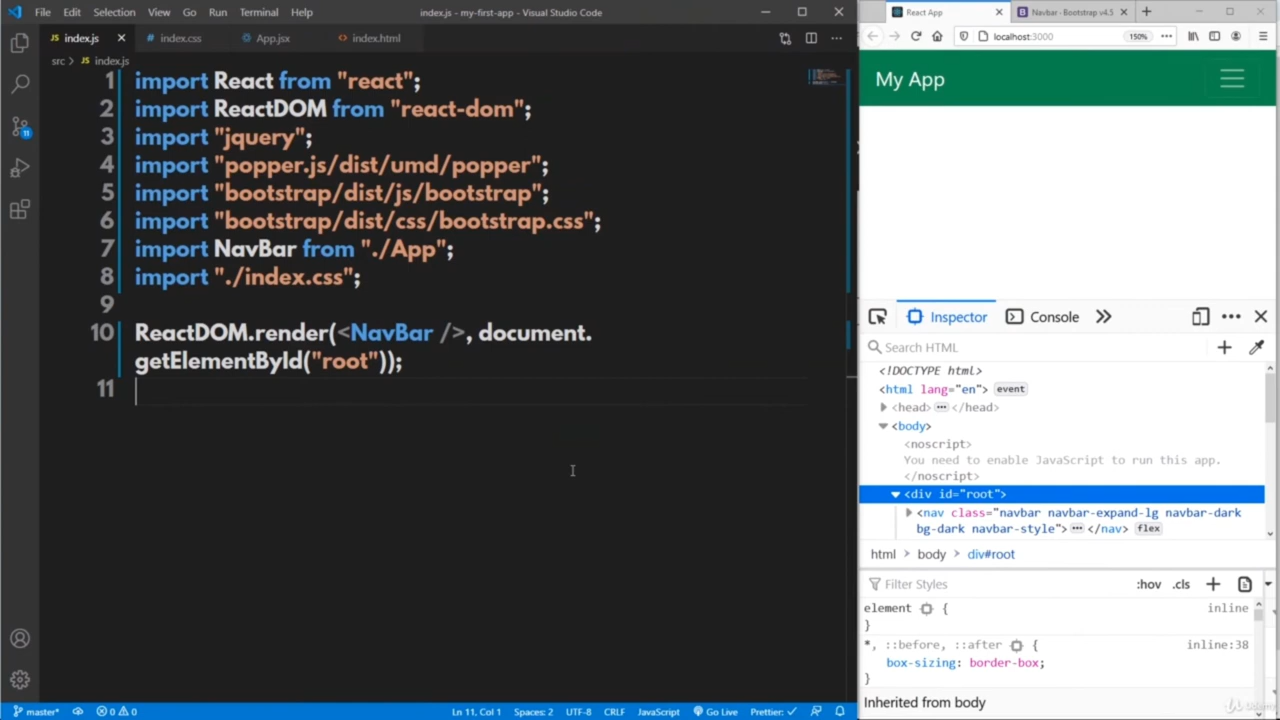 File Edit Selection View Go Run Terminal Help
index.js - my-first-app - Visual Studio Code
JS index.js
index.css
App.jsx
index.html
src > JS index.js
1 import React from "react";
2 import ReactDOM from "react-dom";
3 import "jquery";
4 import "popper.js/dist/umd/popper";
5 import "bootstrap/dist/js/bootstrap";
6 import "bootstrap/dist/css/bootstrap.css";
7 import NavBar from "./App";
8 import "./index.css";
9
10 ReactDOM.render(<NavBar />, document.
getElementById("root"));
11
11
master*
0 0
Ln 11, Col 1
Spaces: 2
UTF-8
CRLF
JavaScript
Go Live
Prettier:
React App
Navbar - Bootstrap v4.5
localhost:3000
150%
My App
Inspector
Console
Search HTML
<!DOCTYPE html>
<html lang="en"> event
<head> ••• </head>
<body>
<noscript>
You need to enable JavaScript to run this app.
</noscript>
<div id="root">
<nav class="navbar navbar-expand-lg navbar-dark
bg-dark navbar-style"> ••• </nav> flex
html > body > div#root
Filter Styles
:hov .cls
element { inline
}
*, ::before, ::after { inline:38
box-sizing: border-box;
}
Inherited from body
Udemy